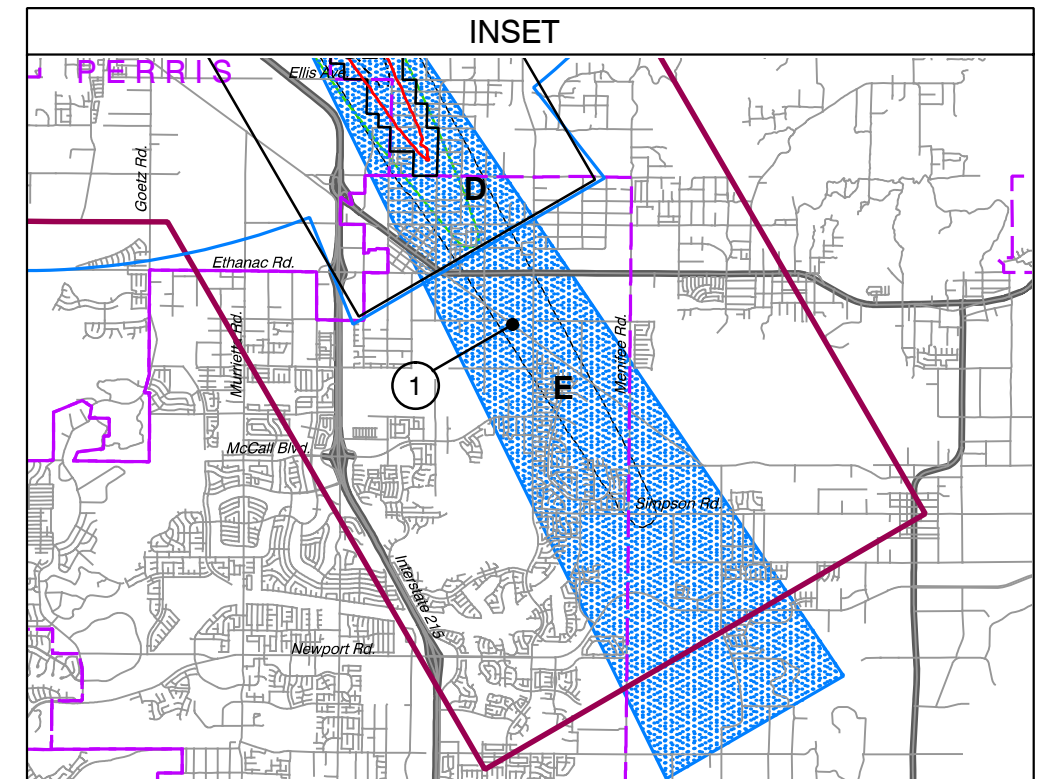 INSET
PERRIS
Ellis Ave.
Goetz Rd.
D
Ethanac Rd.
Murrieta Rd.
Menifee Rd.
1
E
McCall Blvd.
Simpson Rd.
Interstate 215
Newport Rd.